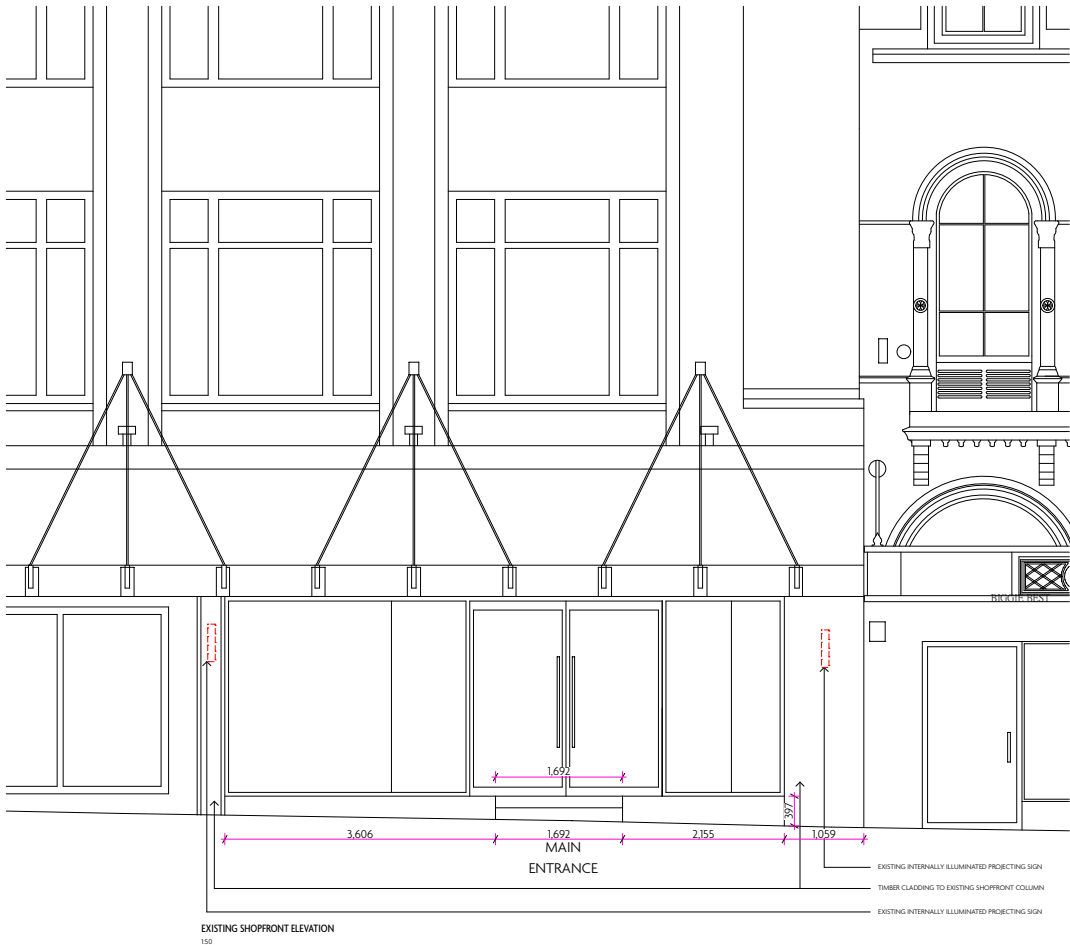 BIGGIE BEST
1,692
397
3,606
1,692
2,155
1,059
MAIN
ENTRANCE
EXISTING INTERNALLY ILLUMINATED PROJECTING SIGN
TIMBER CLADDING TO EXISTING SHOPFRONT COLUMN
EXISTING INTERNALLY ILLUMINATED PROJECTING SIGN
EXISTING SHOPFRONT ELEVATION
1:50